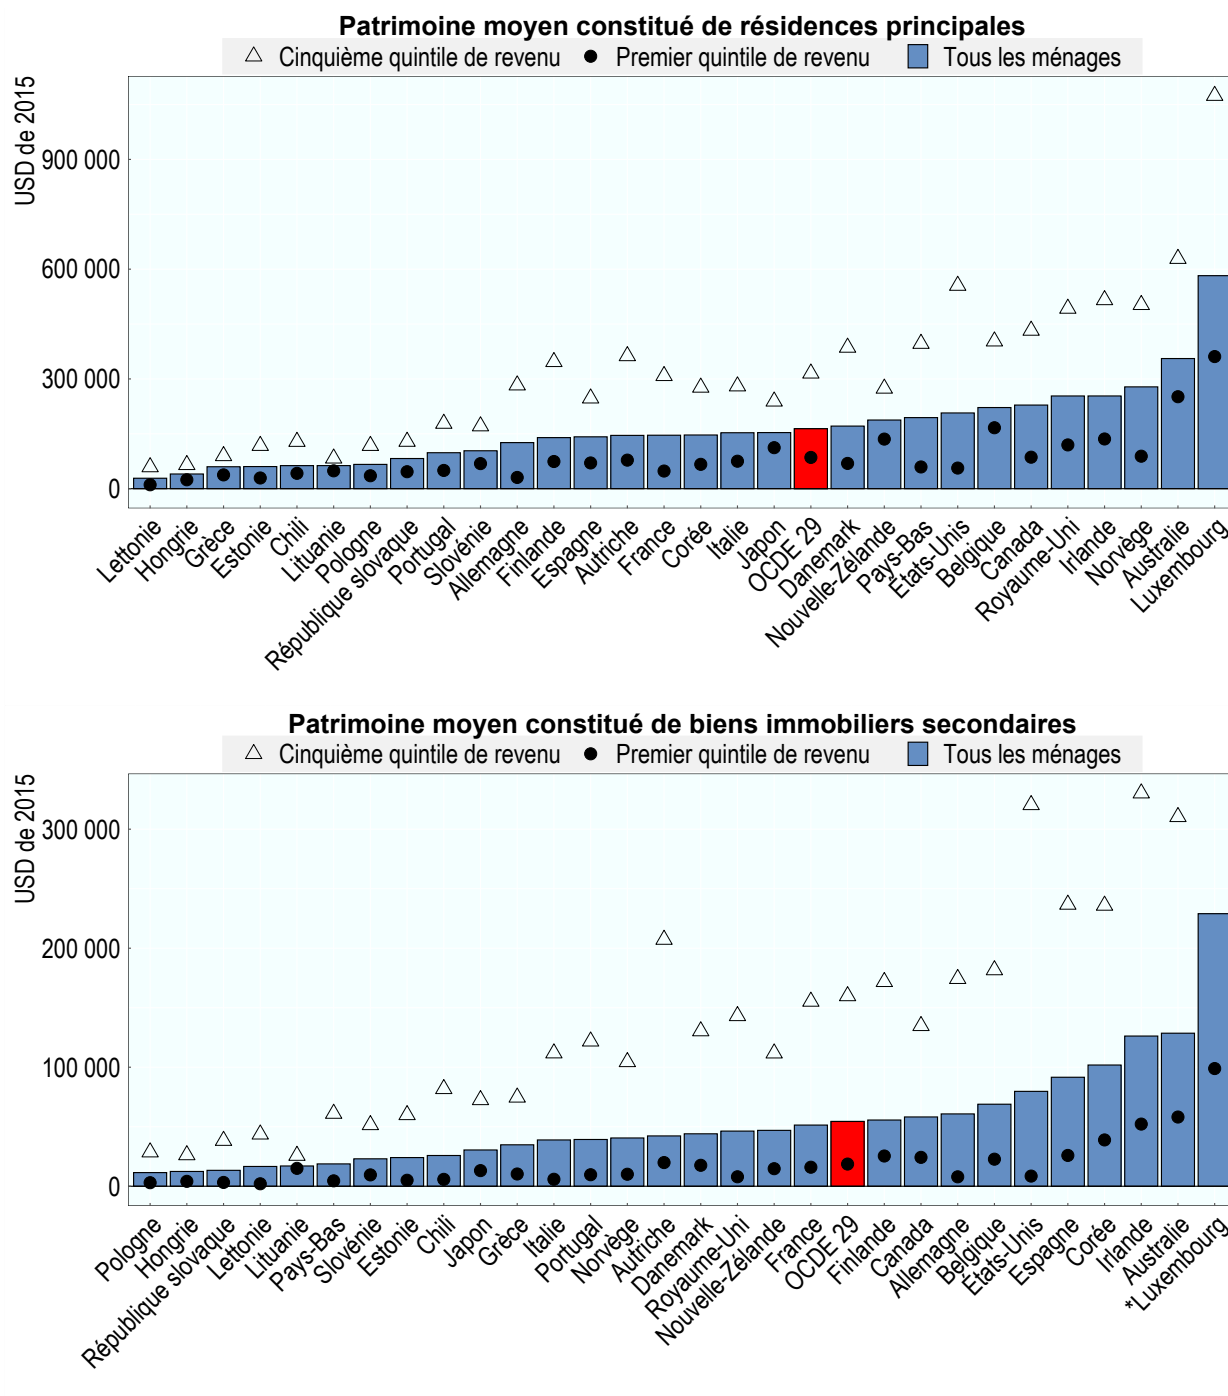 Patrimoine moyen constitué de résidences principales
Cinquième quintile de revenu Premier quintile de revenu Tous les ménages
USD de 2015
900 000
600 000
300 000
0
Lettonie
Hongrie
Grèce
Estonie
Chili
Lituanie
Pologne
République slovaque
Portugal
Slovénie
Allemagne
Finlande
Espagne
Autriche
France
Corée
Italie
Japon
OCDE 29
Danemark
Nouvelle-Zélande
Pays-Bas
États-Unis
Belgique
Canada
Royaume-Uni
Irlande
Norvège
Australie
Luxembourg
Patrimoine moyen constitué de biens immobiliers secondaires
Cinquième quintile de revenu Premier quintile de revenu Tous les ménages
USD de 2015
300 000
200 000
100 000
0
Pologne
Hongrie
République slovaque
Lettonie
Lituanie
Pays-Bas
Slovénie
Estonie
Chili
Japon
Grèce
Italie
Portugal
Norvège
Autriche
Danemark
Royaume-Uni
Nouvelle-Zélande
France
OCDE 29
Finlande
Canada
Allemagne
Belgique
États-Unis
Espagne
Corée
Irlande
Australie
*Luxembourg